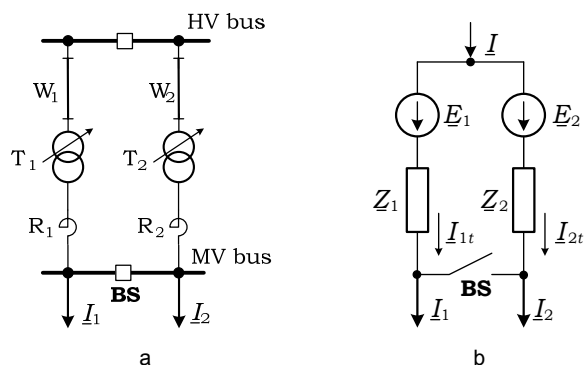 HV bus
W1
W2
T1
T2
R1
R2
MV bus
BS
I1
I2
a
I
E1
E2
Z1
Z2
I1t
I2t
BS
I1
I2
b